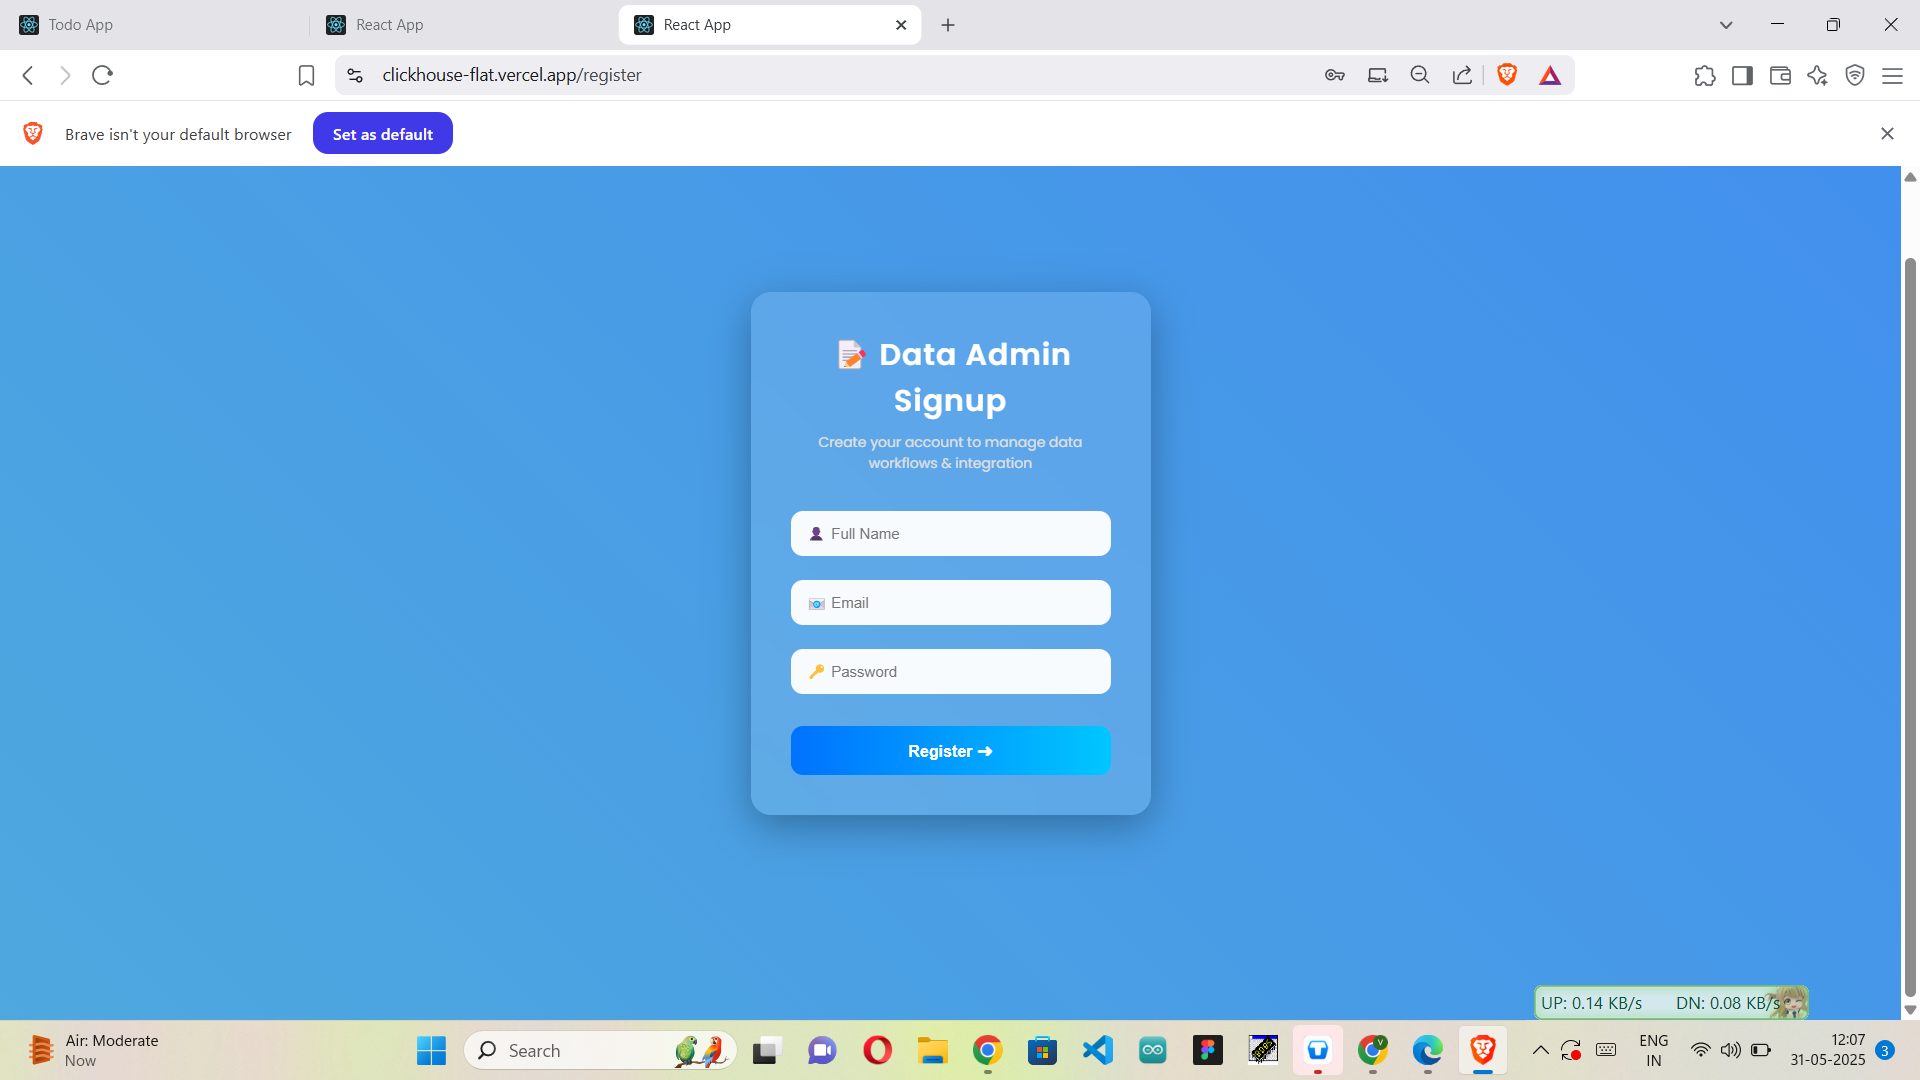 Todo App
React App
React App
clickhouse-flat.vercel.app/register
Brave isn't your default browser
Set as default
Data Admin
Signup
Create your account to manage data
workflows & integration
Full Name
Email
Password
Register ➔
UP: 0.14 KB/s DN: 0.08 KB/s
Air: Moderate
Now
Search
V
ENG
IN
12:07
31-05-2025
3